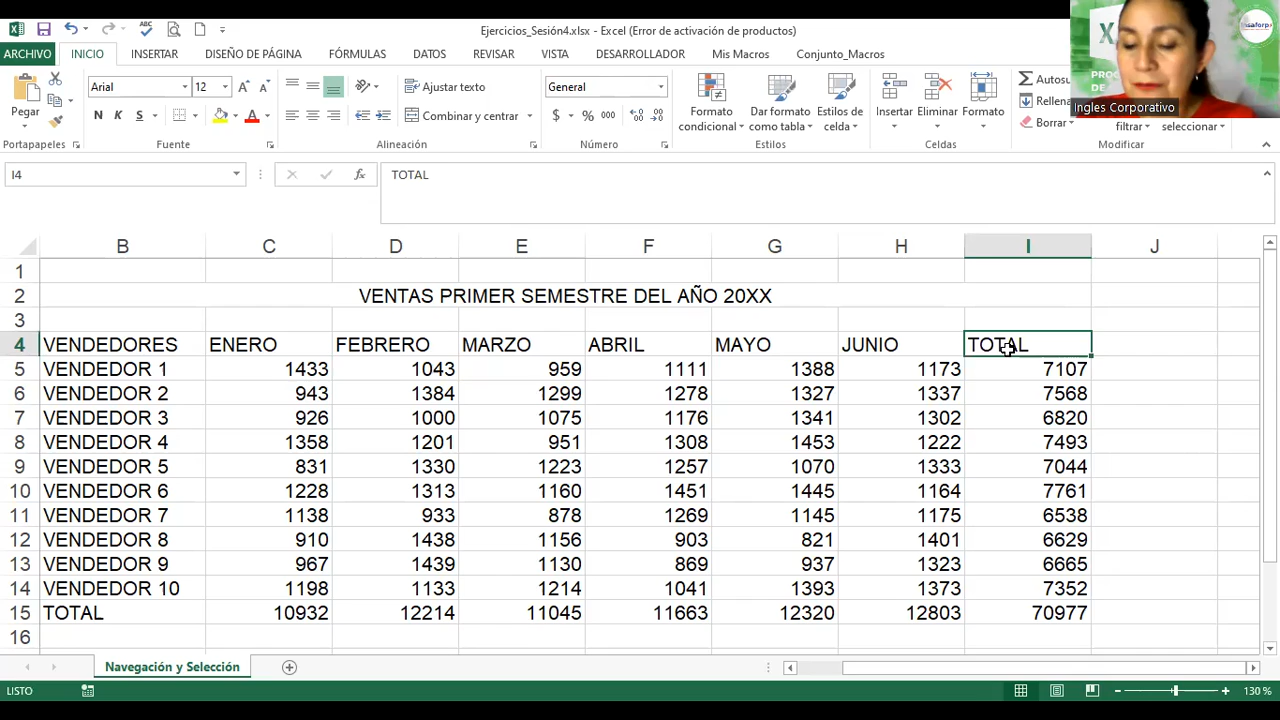 Ejercicios_Sesión4.xlsx - Excel (Error de activación de productos)
ARCHIVO INICIO INSERTAR DISEÑO DE PÁGINA FÓRMULAS DATOS REVISAR VISTA DESARROLLADOR Mis Macros Conjunto_Macros
Pegar
Arial 12
N K S
Ajustar texto
Combinar y centrar
General
$ % 000
Formato condicional
Dar formato como tabla
Estilos de celda
Insertar Eliminar Formato
Autosu
Rellena
Borrar
filtrar
seleccionar
Portapapeles Fuente Alineación Número Estilos Celdas Modificar
Ingles Corporativo
I4 fx TOTAL
B C D E F G H I J
1
2 VENTAS PRIMER SEMESTRE DEL AÑO 20XX
3
4 VENDEDORES ENERO FEBRERO MARZO ABRIL MAYO JUNIO TOTAL
5 VENDEDOR 1 1433 1043 959 1111 1388 1173 7107
6 VENDEDOR 2 943 1384 1299 1278 1327 1337 7568
7 VENDEDOR 3 926 1000 1075 1176 1341 1302 6820
8 VENDEDOR 4 1358 1201 951 1308 1453 1222 7493
9 VENDEDOR 5 831 1330 1223 1257 1070 1333 7044
10 VENDEDOR 6 1228 1313 1160 1451 1445 1164 7761
11 VENDEDOR 7 1138 933 878 1269 1145 1175 6538
12 VENDEDOR 8 910 1438 1156 903 821 1401 6629
13 VENDEDOR 9 967 1439 1130 869 937 1323 6665
14 VENDEDOR 10 1198 1133 1214 1041 1393 1373 7352
15 TOTAL 10932 12214 11045 11663 12320 12803 70977
16
Navegación y Selección
LISTO 130 %